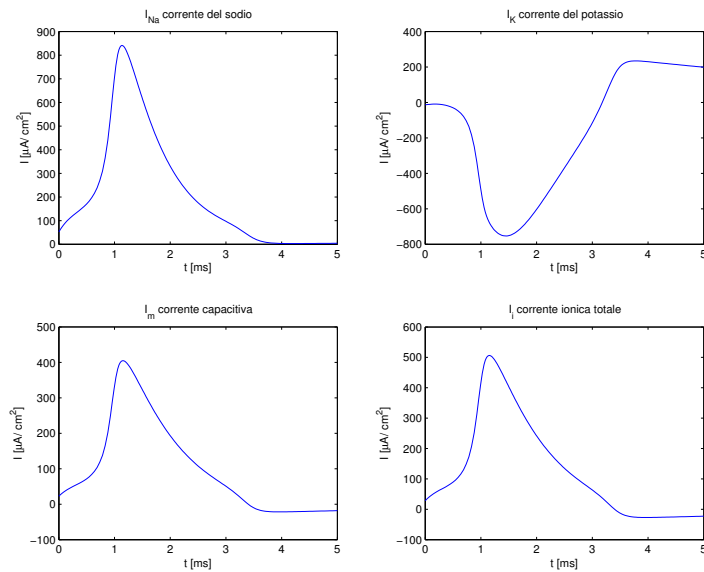 I_Na corrente del sodio
900
800
700
600
500
400
300
200
100
0
I [µA/ cm²]
0 1 2 3 4 5
t [ms]
I_K corrente del potassio
400
200
0
−200
−400
−600
−800
I [µA/ cm²]
0 1 2 3 4 5
t [ms]
I_m corrente capacitiva
500
400
300
200
100
0
−100
I [µA/ cm²]
0 1 2 3 4 5
t [ms]
I_i corrente ionica totale
600
500
400
300
200
100
0
−100
I [µA/ cm²]
0 1 2 3 4 5
t [ms]